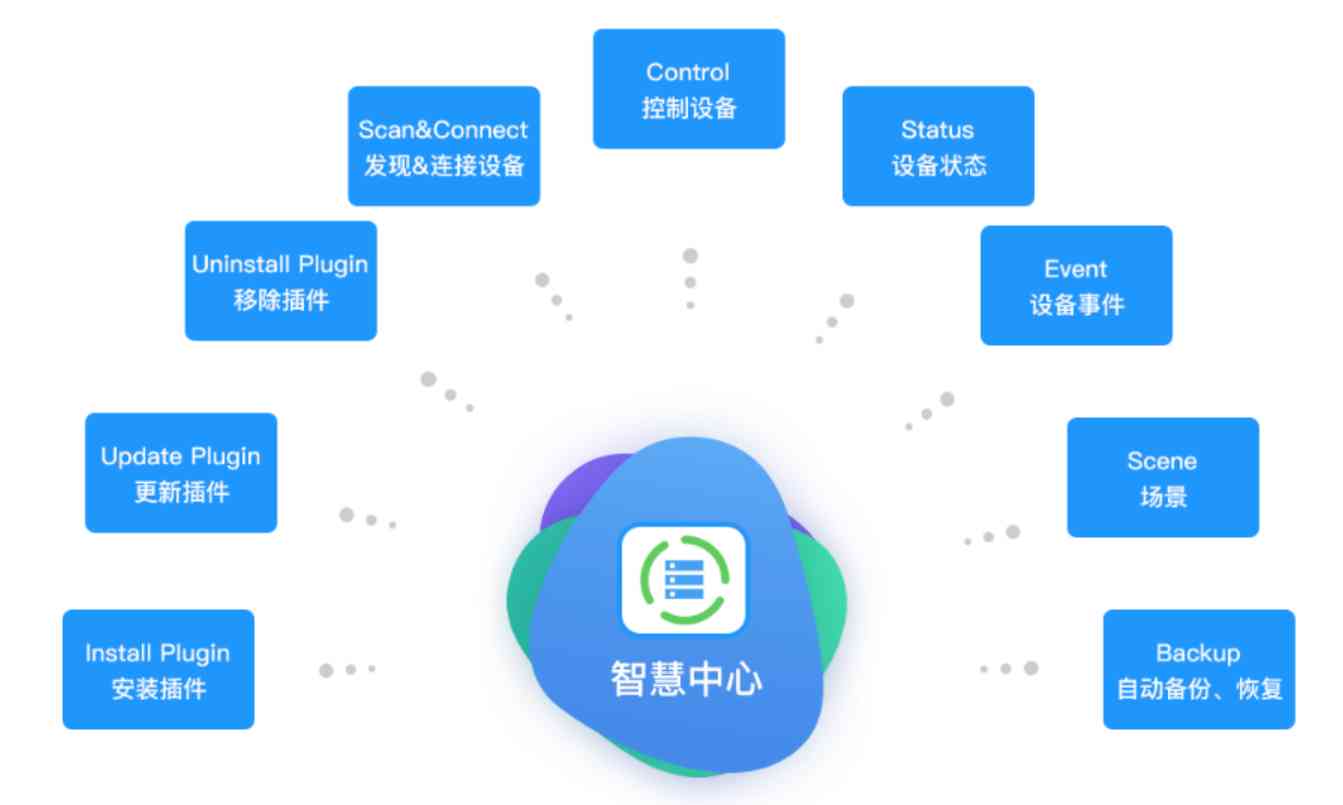 Control
控制设备
Scan&Connect
发现&连接设备
Status
设备状态
Uninstall Plugin
移除插件
Event
设备事件
Update Plugin
更新插件
Scene
场景
Install Plugin
安装插件
智慧中心
Backup
自动备份、恢复